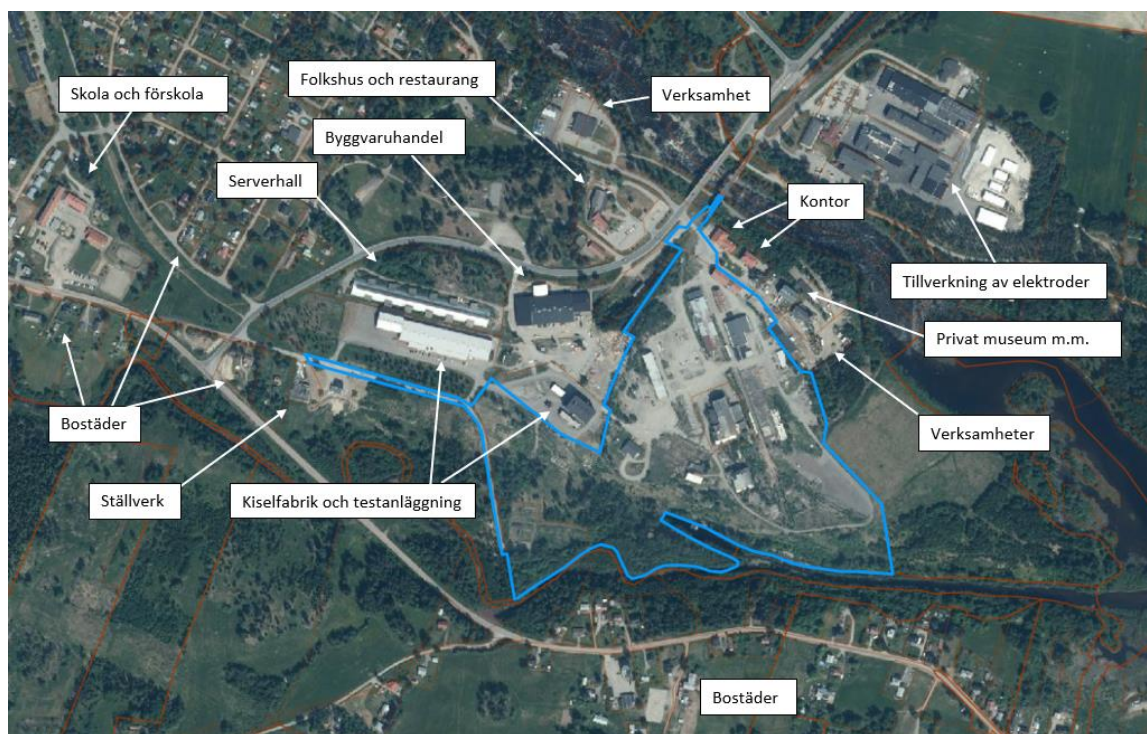 Folkshus och restaurang
Verksamhet
Skola och förskola
Byggvaruhandel
Serverhall
Kontor
Tillverkning av elektroder
Privat museum m.m.
Bostäder
Verksamheter
Ställverk
Kiselfabrik och testanläggning
Bostäder